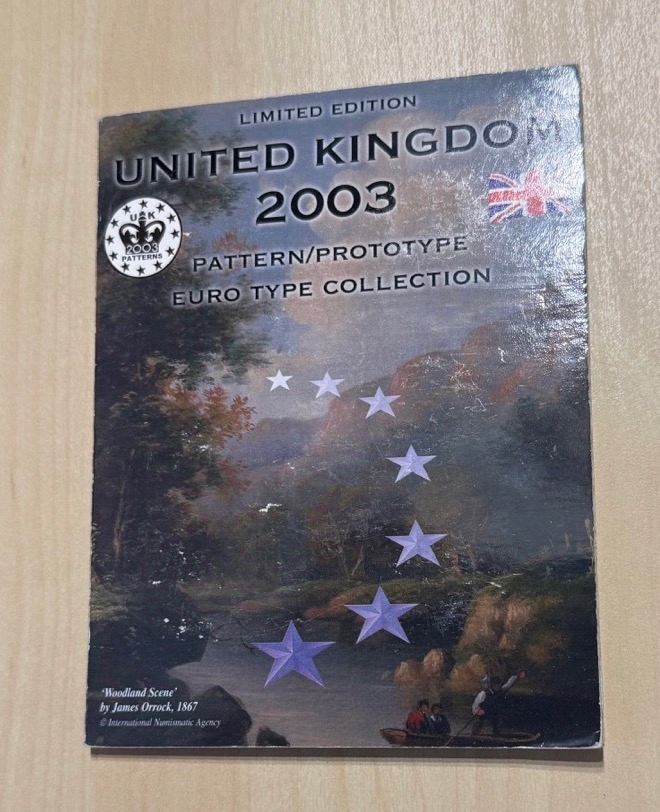 LIMITED EDITION
UNITED KINGDOM
2003
U K
2003
PATTERNS
PATTERN/PROTOTYPE
EURO TYPE COLLECTION
'Woodland Scene'
by James Orrock, 1867
© International Numismatic Agency